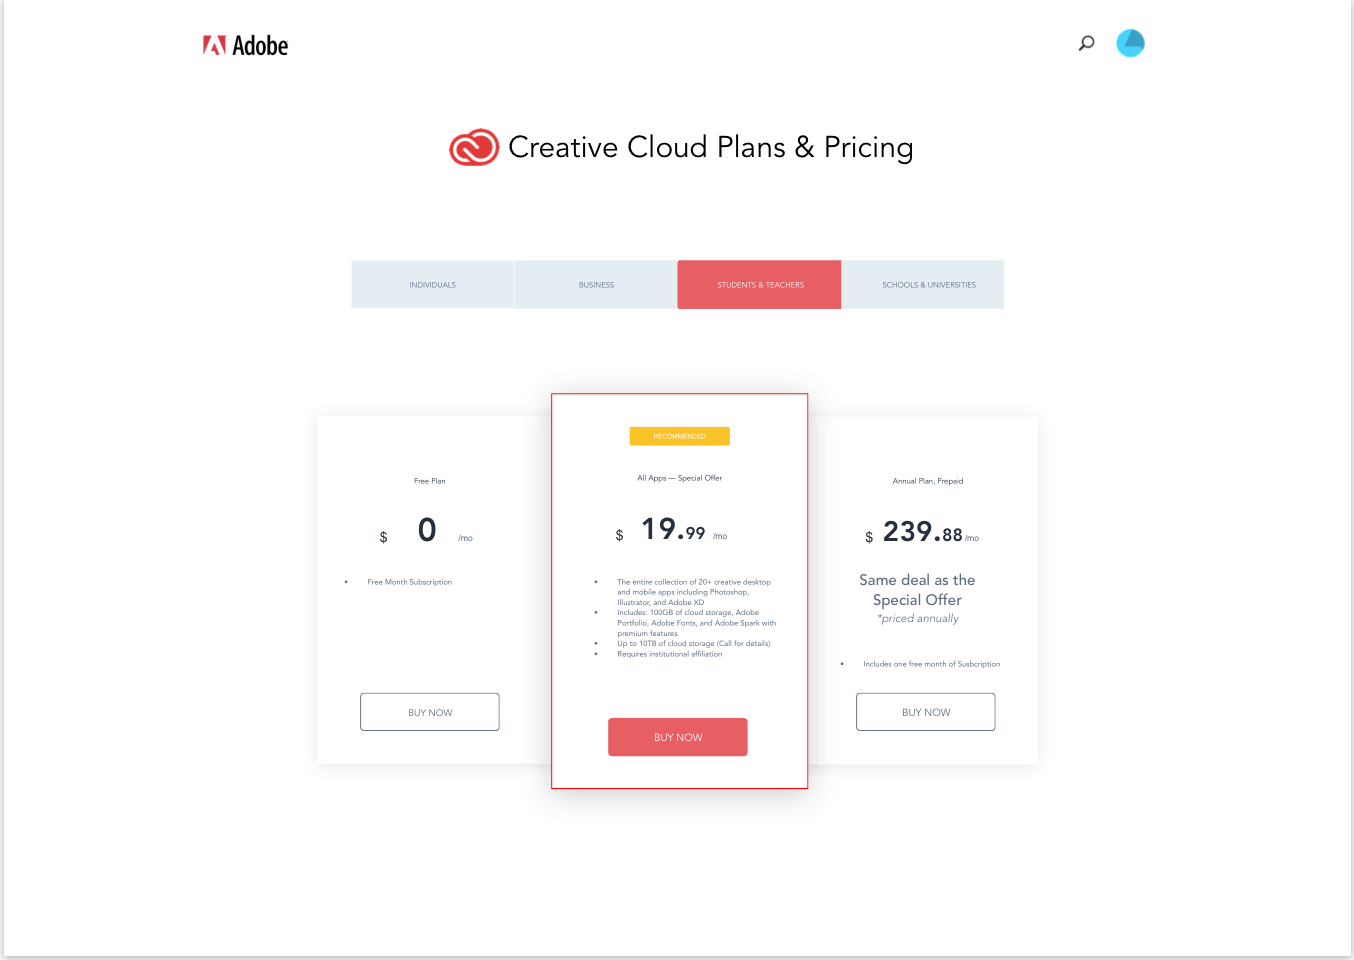 Adobe
Creative Cloud Plans & Pricing
INDIVIDUALS
BUSINESS
STUDENTS & TEACHERS
SCHOOLS & UNIVERSITIES
Free Plan
$ 0 /mo
• Free Month Subscription
BUY NOW
RECOMMENDED
All Apps — Special Offer
$ 19.99 /mo
• The entire collection of 20+ creative desktop
and mobile apps including Photoshop,
Illustrator, and Adobe XD
• Includes: 100GB of cloud storage, Adobe
Portfolio, Adobe Fonts, and Adobe Spark with
premium features
• Up to 10TB of cloud storage (Call for details)
• Requires institutional affiliation
BUY NOW
Annual Plan, Prepaid
$ 239.88 /mo
Same deal as the
Special Offer
*priced annually
• Includes one free month of Susbcription
BUY NOW